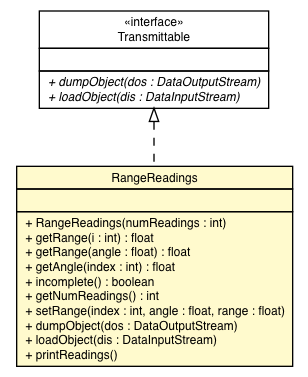 «interface»
Transmittable
+ dumpObject(dos : DataOutputStream)
+ loadObject(dis : DataInputStream)
RangeReadings
+ RangeReadings(numReadings : int)
+ getRange(i : int) : float
+ getRange(angle : float) : float
+ getAngle(index : int) : float
+ incomplete() : boolean
+ getNumReadings() : int
+ setRange(index : int, angle : float, range : float)
+ dumpObject(dos : DataOutputStream)
+ loadObject(dis : DataInputStream)
+ printReadings()